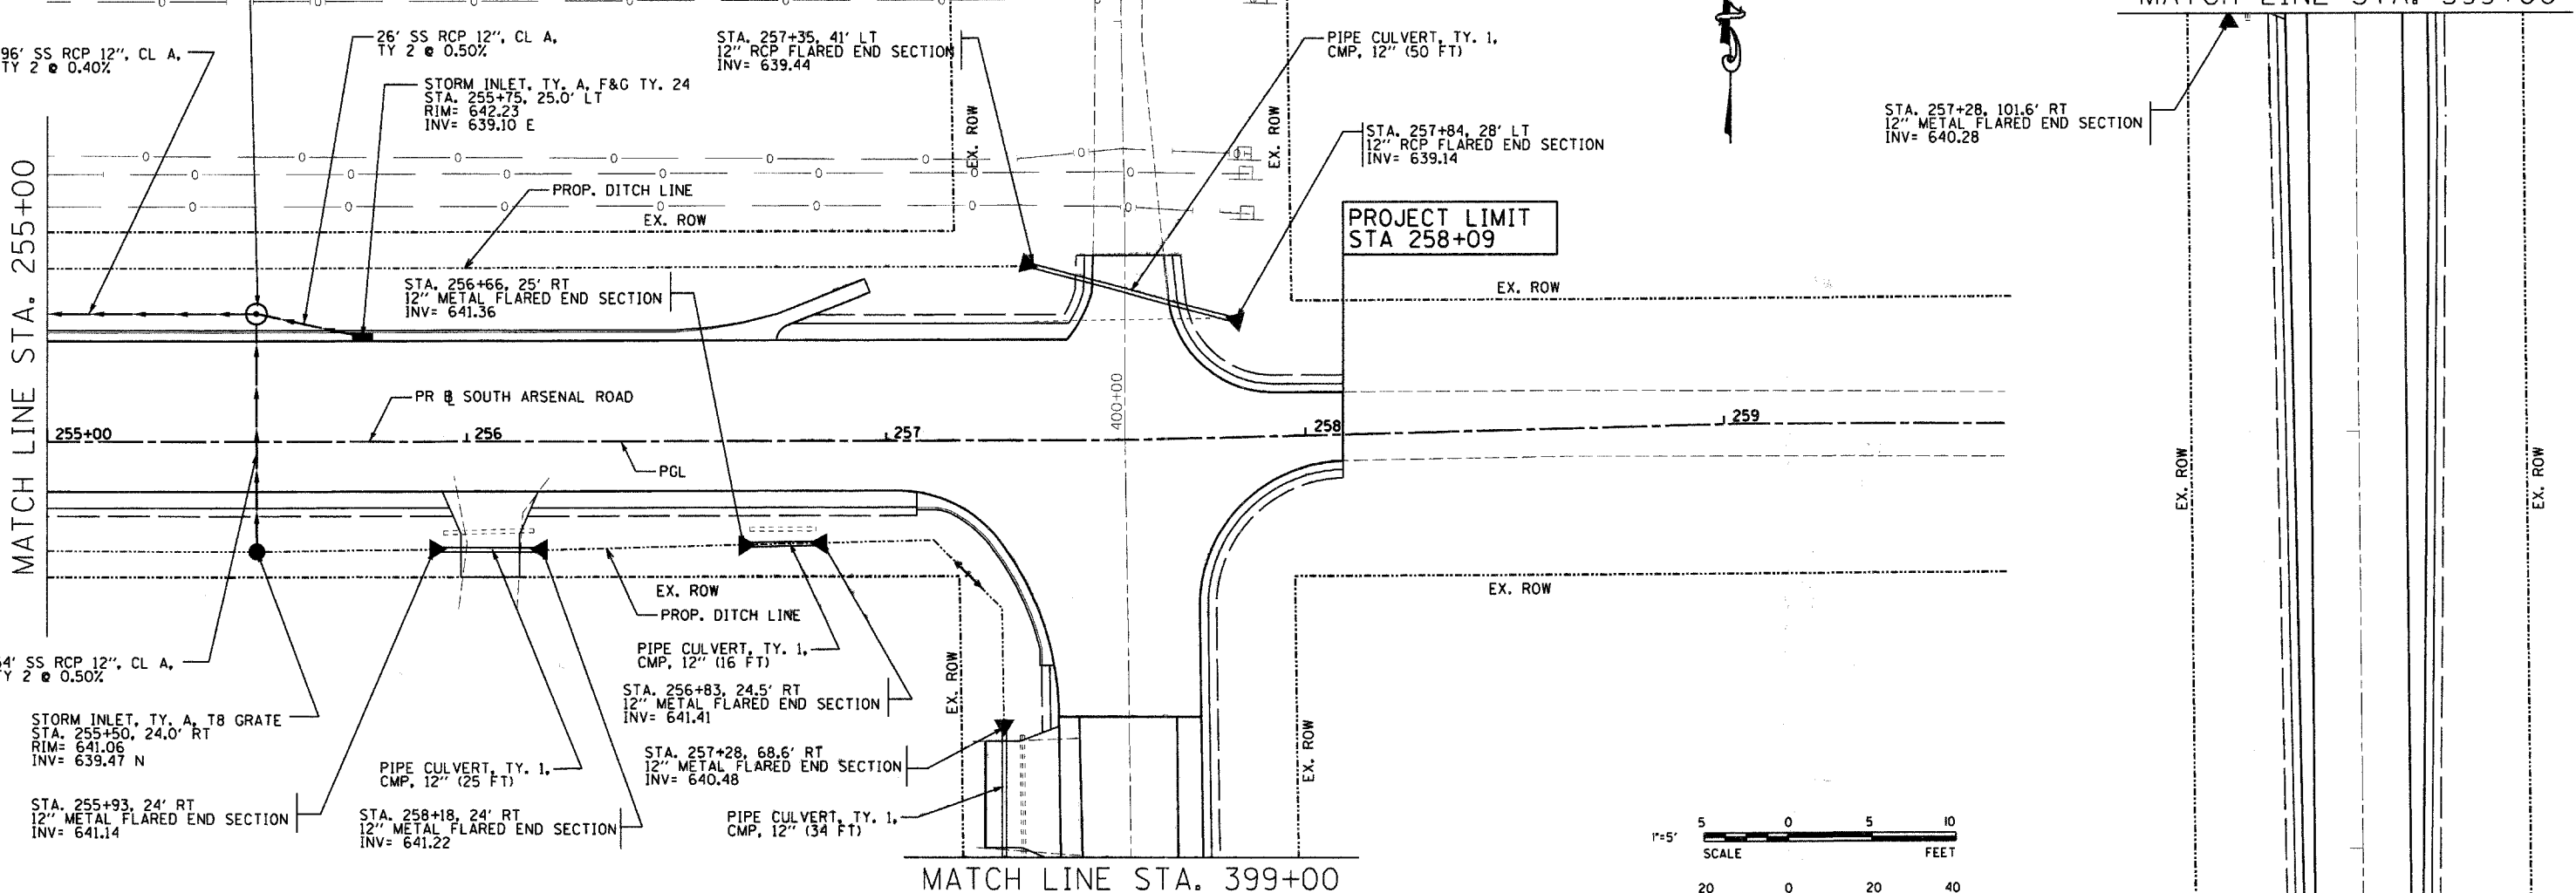 MATCH LINE STA. 399+00
96' SS RCP 12", CL A,
TY 2 @ 0.40%
26' SS RCP 12", CL A,
TY 2 @ 0.50%
STORM INLET, TY. A, F&G TY. 24
STA. 255+75, 25.0' LT
RIM= 642.23
INV= 639.10 E
STA. 257+35, 41' LT
12" RCP FLARED END SECTION
INV= 639.44
PIPE CULVERT, TY. 1,
CMP, 12" (50 FT)
STA. 257+84, 28' LT
12" RCP FLARED END SECTION
INV= 639.14
STA. 257+28, 101.6' RT
12" METAL FLARED END SECTION
INV= 640.28
EX. ROW
EX. ROW
PROP. DITCH LINE
EX. ROW
PROJECT LIMIT
STA 258+09
MATCH LINE STA. 255+00
STA. 256+66, 25' RT
12" METAL FLARED END SECTION
INV= 641.36
EX. ROW
PR BL SOUTH ARSENAL ROAD
400+00
255+00
256
257
258
259
PGL
EX. ROW
EX. ROW
EX. ROW
PROP. DITCH LINE
EX. ROW
PIPE CULVERT, TY. 1,
CMP, 12" (16 FT)
EX. ROW
EX. ROW
64' SS RCP 12", CL A,
TY 2 @ 0.50%
STORM INLET, TY. A, T8 GRATE
STA. 255+50, 24.0' RT
RIM= 641.06
INV= 639.47 N
STA. 256+83, 24.5' RT
12" METAL FLARED END SECTION
INV= 641.41
STA. 257+28, 68.6' RT
12" METAL FLARED END SECTION
INV= 640.48
PIPE CULVERT, TY. 1,
CMP, 12" (25 FT)
STA. 255+93, 24' RT
12" METAL FLARED END SECTION
INV= 641.14
STA. 258+18, 24' RT
12" METAL FLARED END SECTION
INV= 641.22
PIPE CULVERT, TY. 1,
CMP, 12" (34 FT)
MATCH LINE STA. 399+00
5 0 5 10
1"=5'
SCALE FEET
20 0 20 40